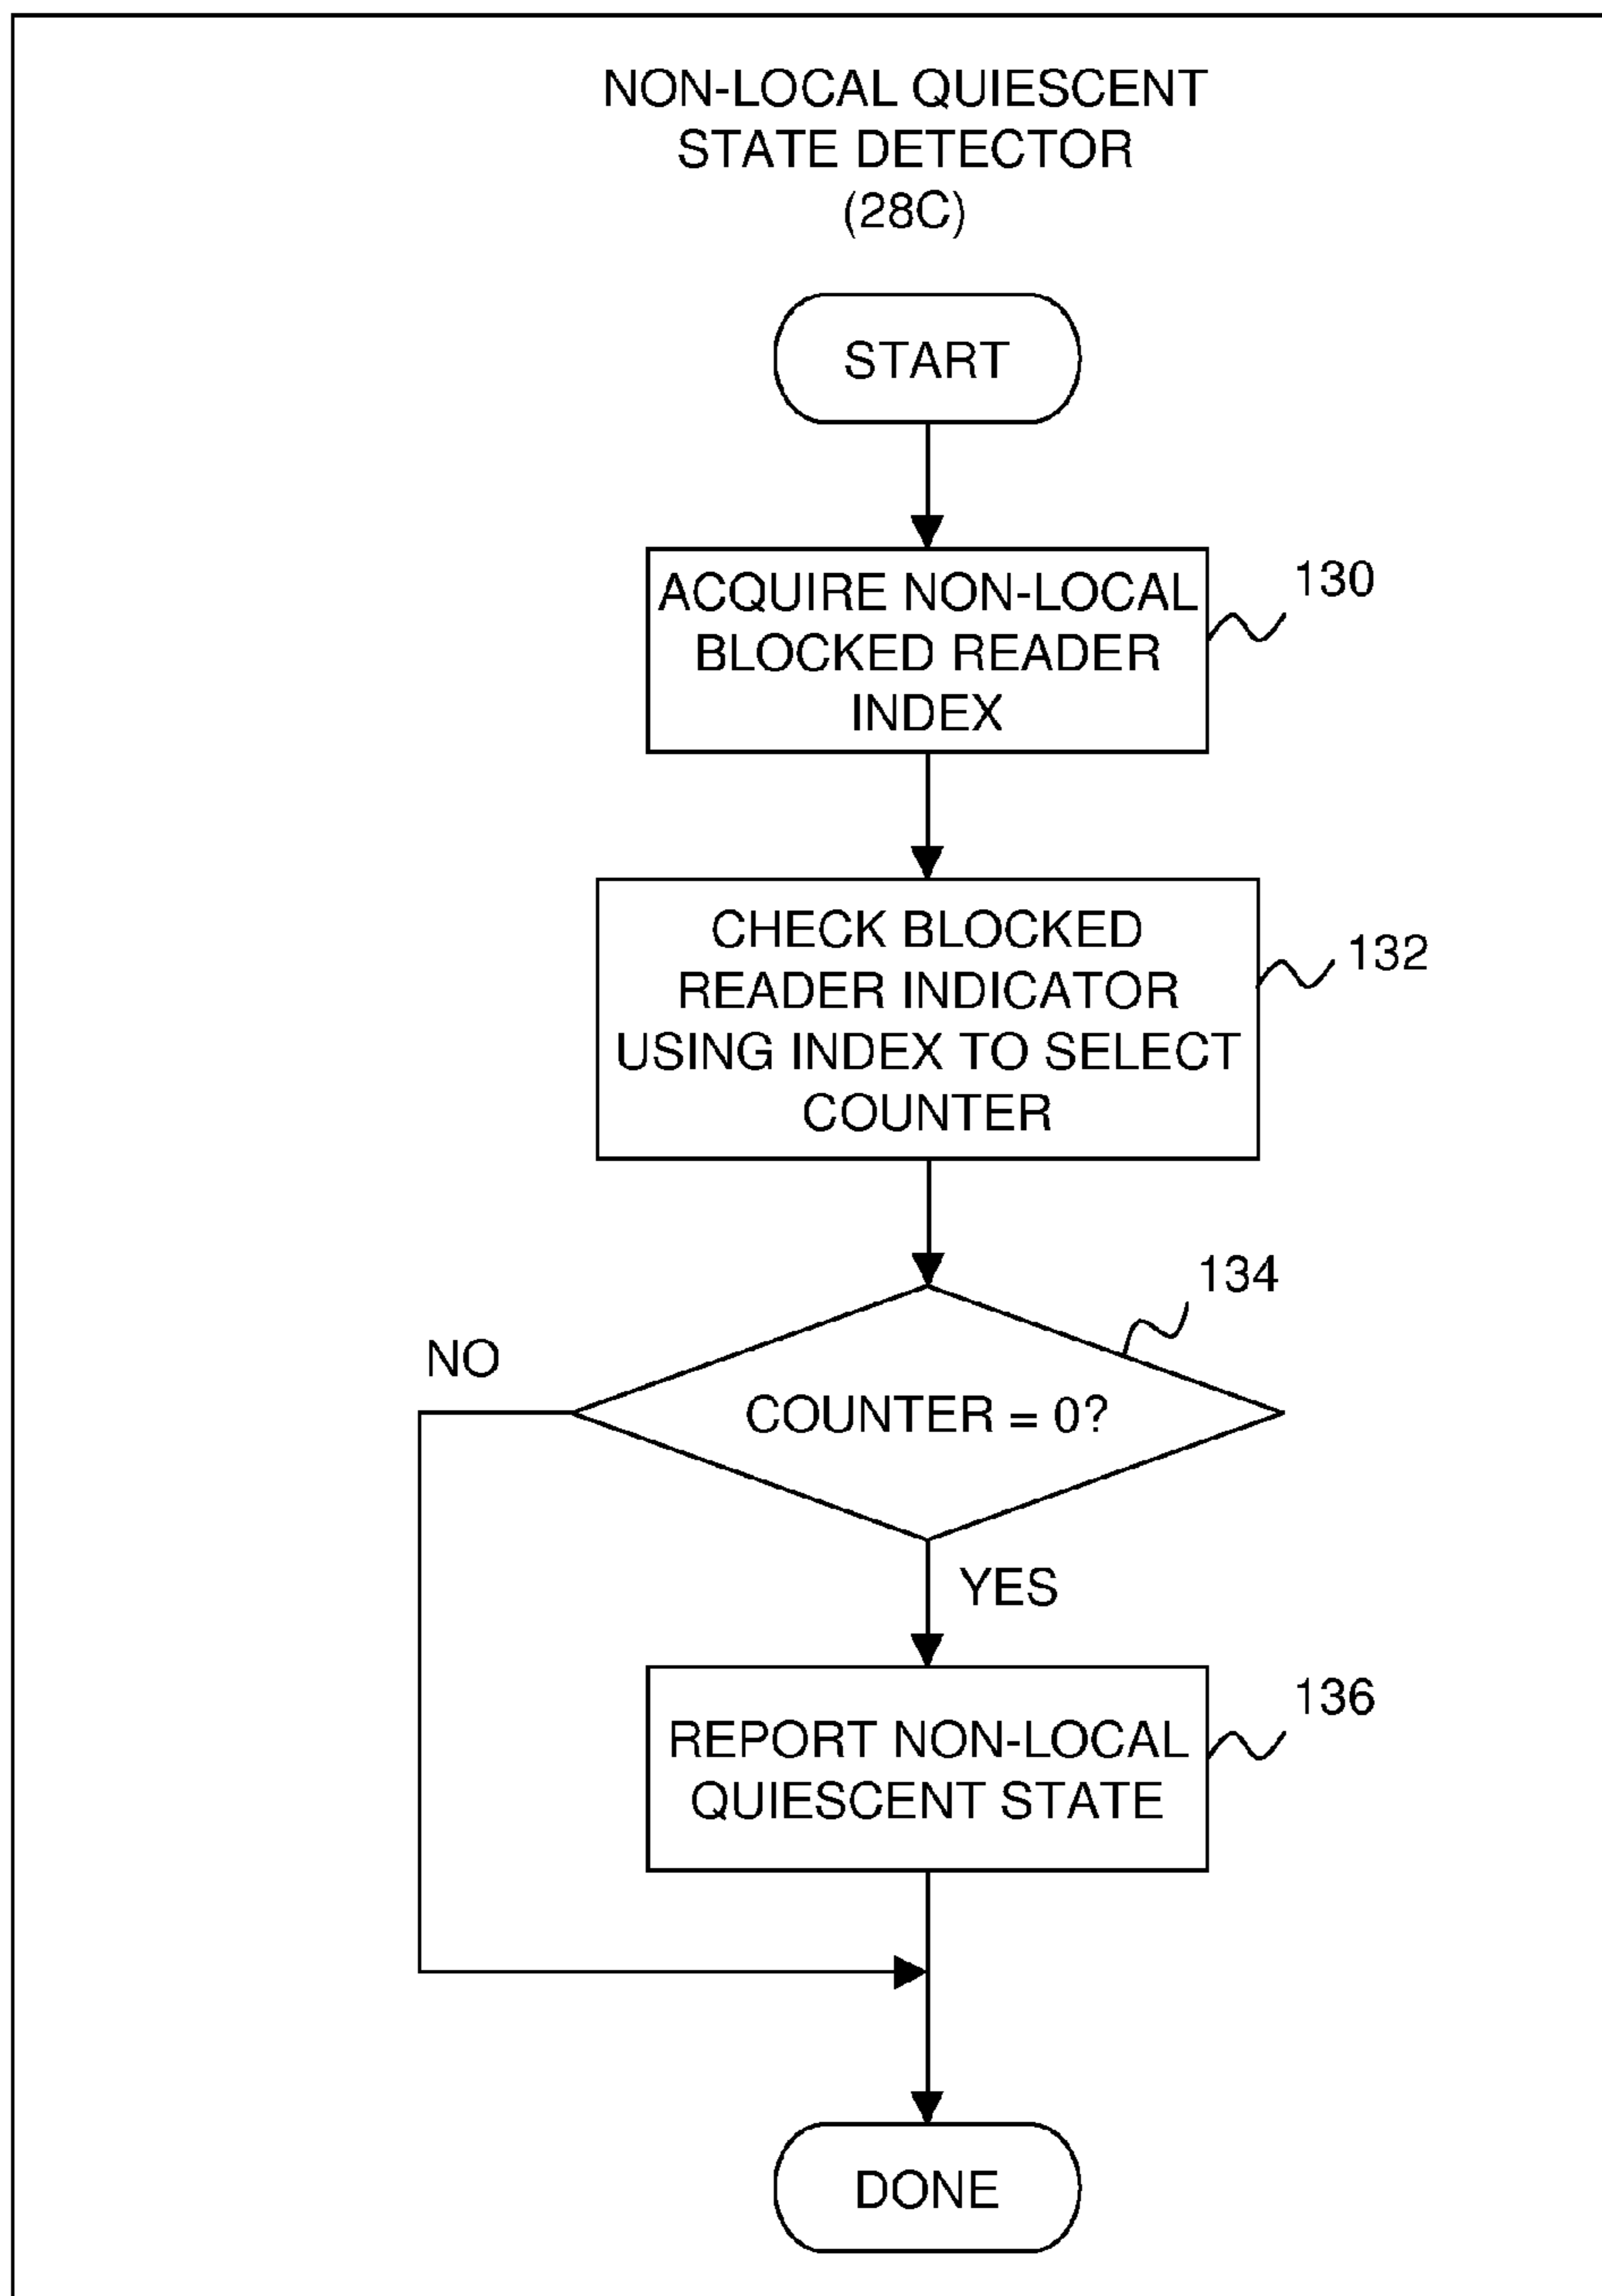 NON-LOCAL QUIESCENT
STATE DETECTOR
(28C)
START
ACQUIRE NON-LOCAL
BLOCKED READER
INDEX
130
CHECK BLOCKED
READER INDICATOR
USING INDEX TO SELECT
COUNTER
132
134
NO
COUNTER = 0?
YES
REPORT NON-LOCAL
QUIESCENT STATE
136
DONE